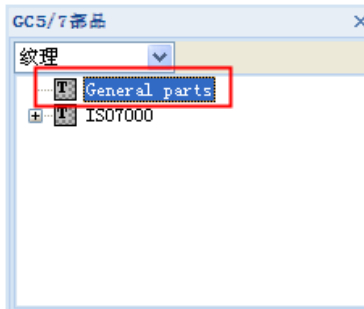 GC5/7部品
纹理
General parts
ISO7000